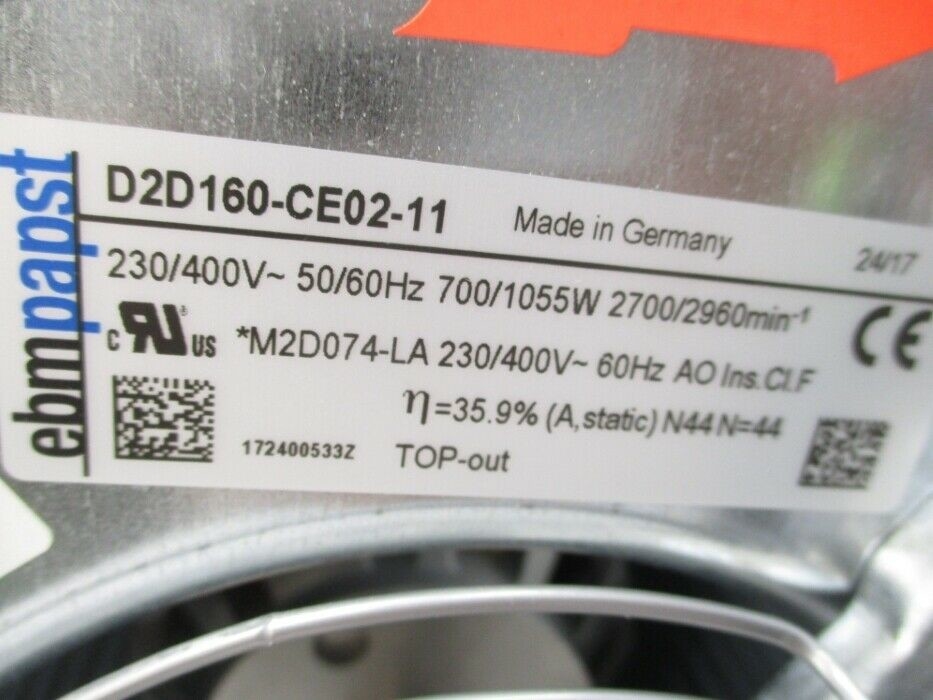 ebmpapst
D2D160-CE02-11 Made in Germany 24/17
230/400V~ 50/60Hz 700/1055W 2700/2960min-1
c RU US *M2D074-LA 230/400V~ 60Hz AO Ins.Cl.F CE
η=35.9% (A,static) N44 N=44
172400533Z TOP-out